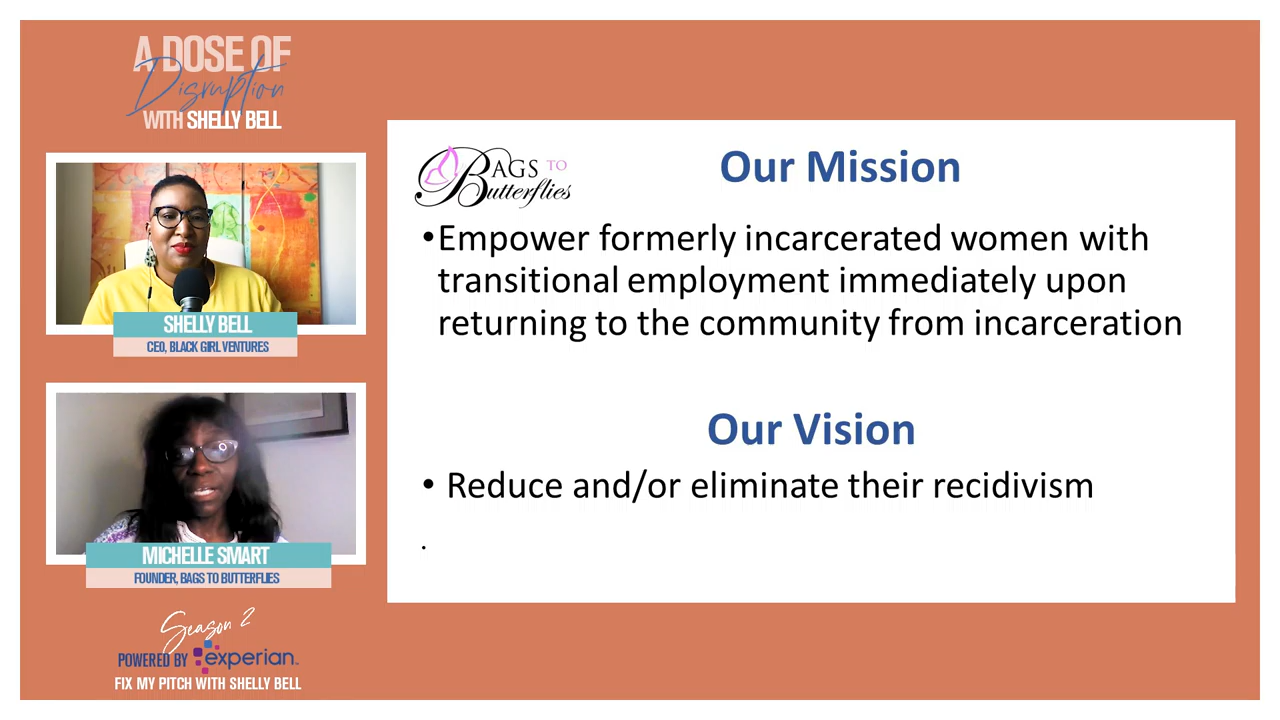 A DOSE OF
Disruption
WITH SHELLY BELL
SHELLY BELL
CEO, BLACK GIRL VENTURES
MICHELLE SMART
FOUNDER, BAGS TO BUTTERFLIES
Season 2
POWERED BY experian.
FIX MY PITCH WITH SHELLY BELL
BAGS TO
Butterflies
Our Mission
•Empower formerly incarcerated women with
transitional employment immediately upon
returning to the community from incarceration
Our Vision
• Reduce and/or eliminate their recidivism
.